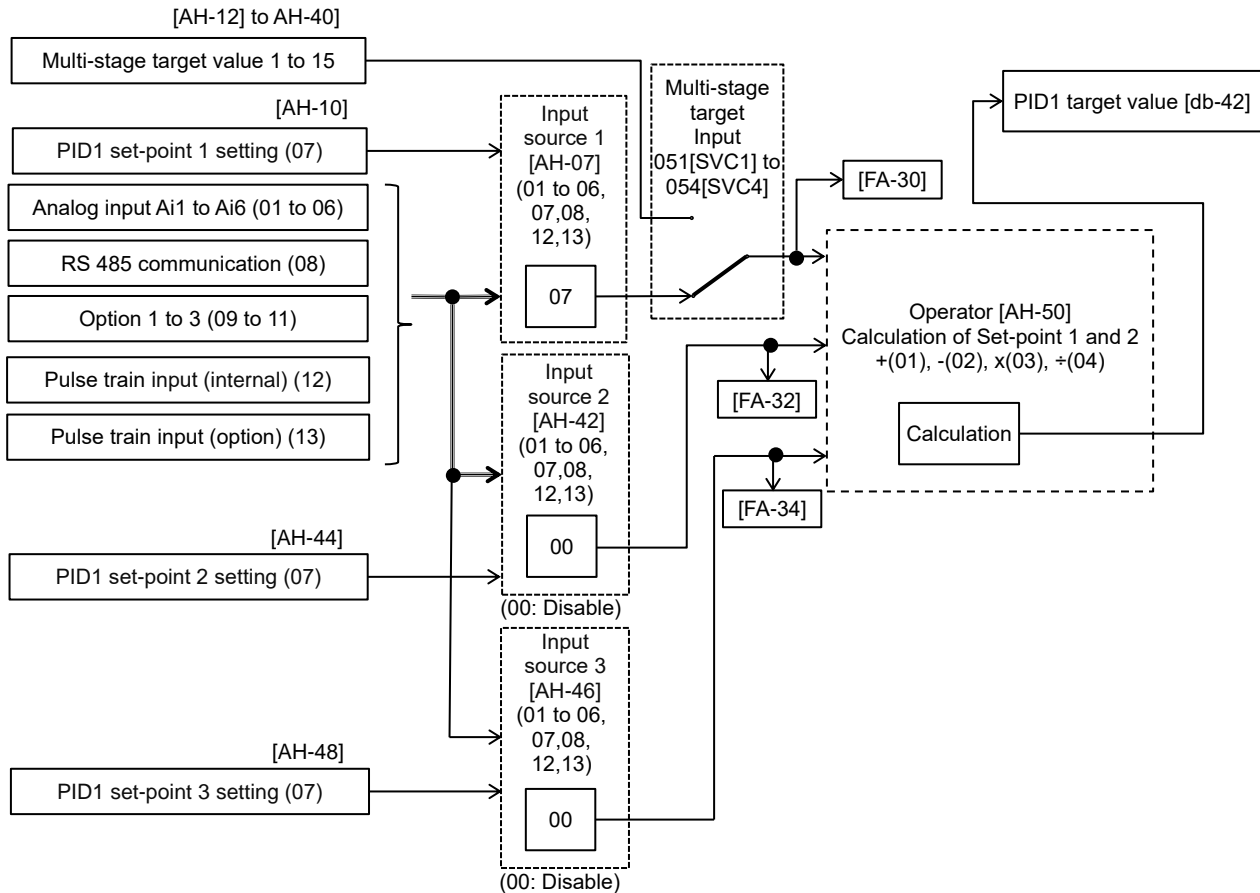 [AH-12] to AH-40]
Multi-stage target value 1 to 15
[AH-10]
PID1 set-point 1 setting (07)
Analog input Ai1 to Ai6 (01 to 06)
RS 485 communication (08)
Option 1 to 3 (09 to 11)
Pulse train input (internal) (12)
Pulse train input (option) (13)
[AH-44]
PID1 set-point 2 setting (07)
[AH-48]
PID1 set-point 3 setting (07)
Input
source 1
[AH-07]
(01 to 06,
07,08,
12,13)
07
Input
source 2
[AH-42]
(01 to 06,
07,08,
12,13)
00
(00: Disable)
Input
source 3
[AH-46]
(01 to 06,
07,08,
12,13)
00
(00: Disable)
Multi-stage
target
Input
051[SVC1] to
054[SVC4]
[FA-30]
[FA-32]
[FA-34]
PID1 target value [db-42]
Operator [AH-50]
Calculation of Set-point 1 and 2
+(01), -(02), x(03), ÷(04)
Calculation